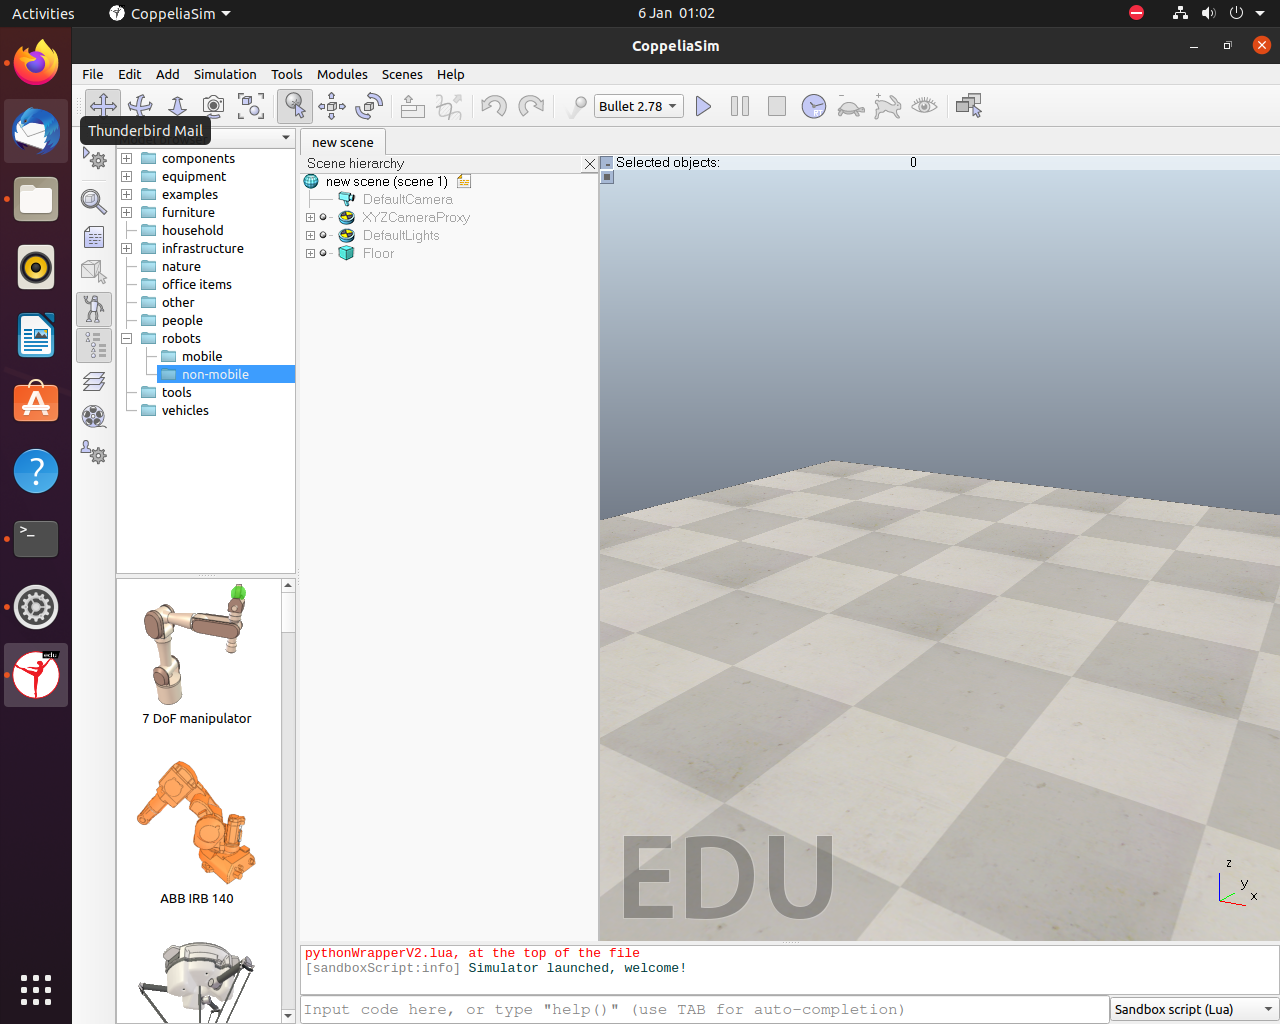 Activities
CoppeliaSim
6 Jan 01:02
CoppeliaSim
File Edit Add Simulation Tools Modules Scenes Help
Bullet 2.78
Thunderbird Mail
new scene
components
equipment
examples
furniture
household
infrastructure
nature
office items
other
people
robots
mobile
non-mobile
tools
vehicles
7 DoF manipulator
ABB IRB 140
Scene hierarchy
new scene (scene 1)
DefaultCamera
XYZCameraProxy
DefaultLights
Floor
Selected objects: 0
EDU
z
y
x
pythonWrapperV2.lua, at the top of the file
[sandboxScript:info] Simulator launched, welcome!
Input code here, or type "help()" (use TAB for auto-completion)
Sandbox script (Lua)
edu